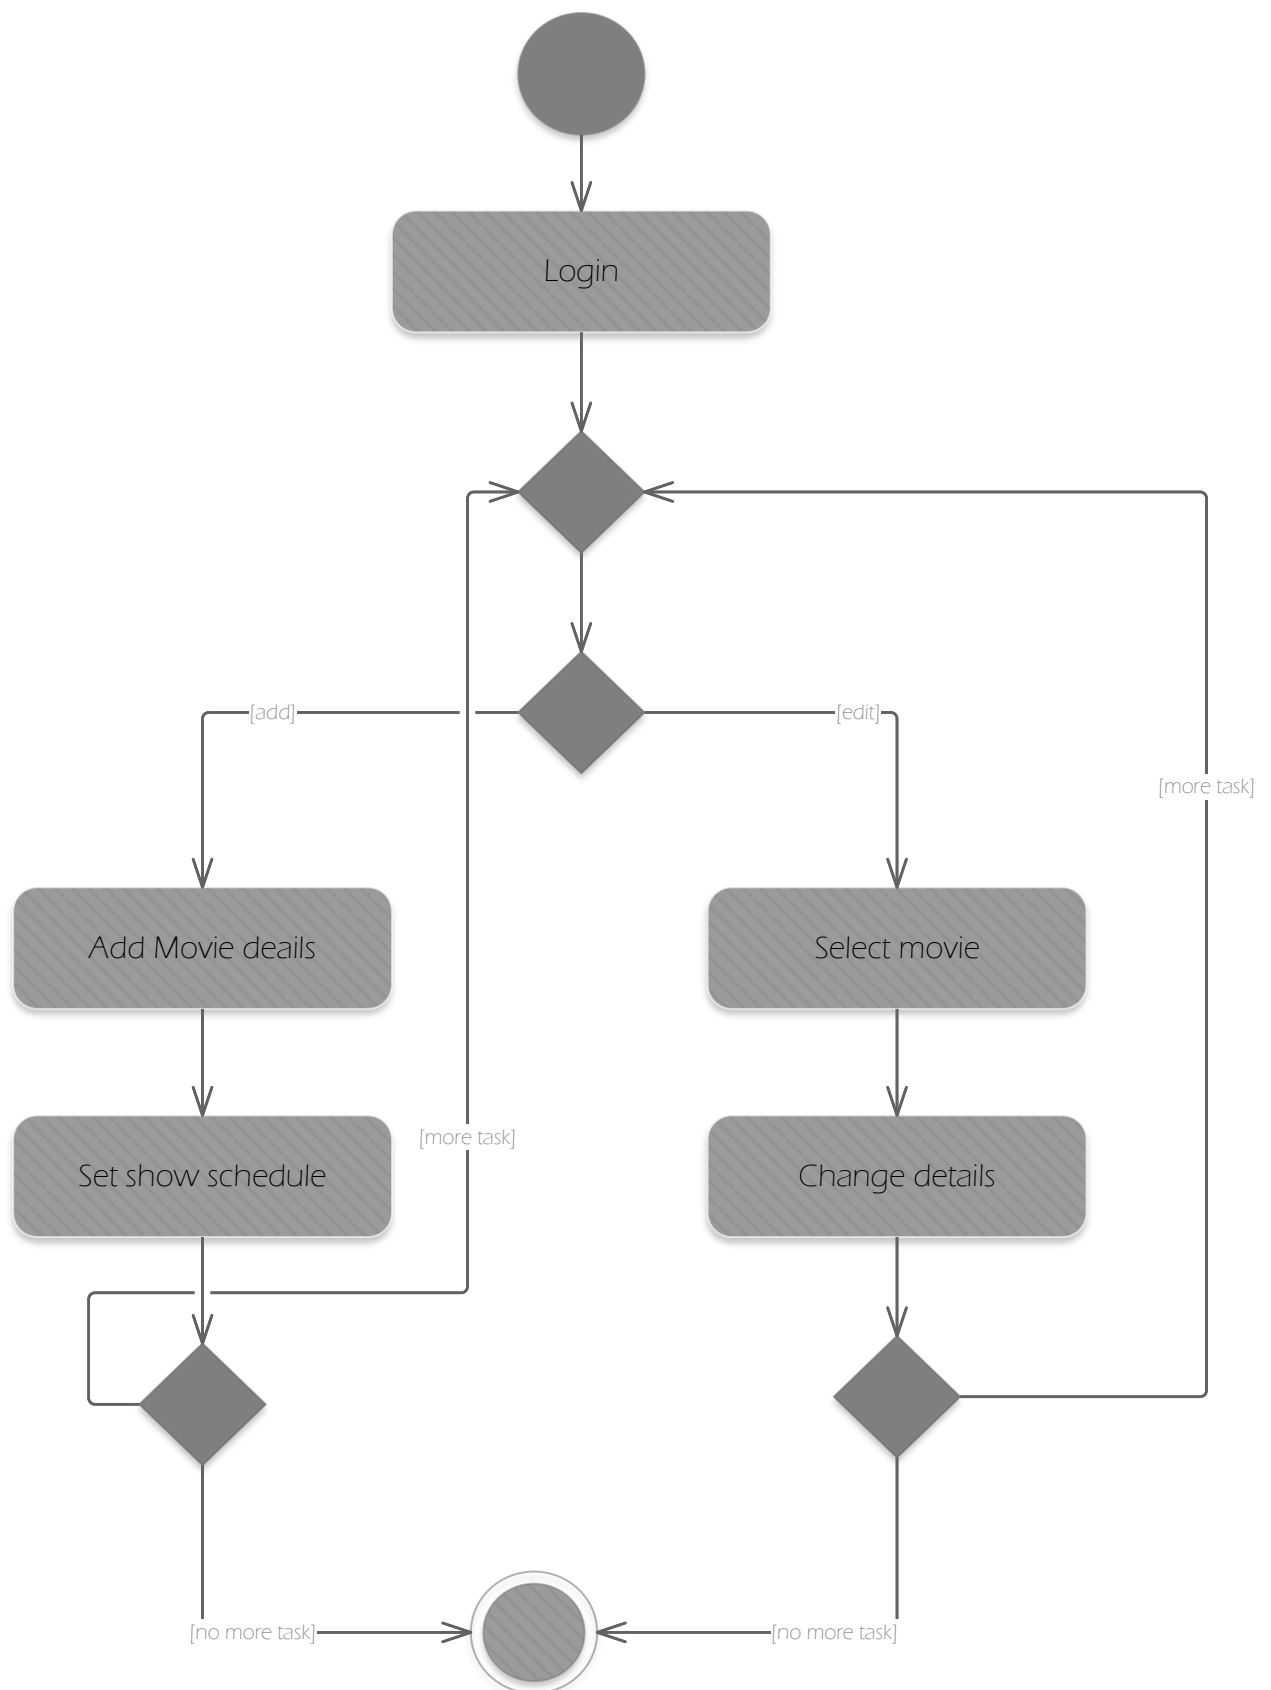 Login
[add]
[edit]
[more task]
Add Movie deails
Select movie
[more task]
Set show schedule
Change details
[no more task]
[no more task]